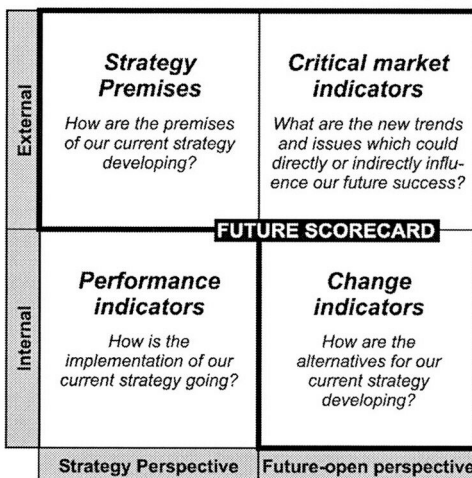 External
Strategy
Premises
How are the premises
of our current strategy
developing?
Critical market
indicators
What are the new trends
and issues which could
directly or indirectly influ-
ence our future success?
FUTURE SCORECARD
Internal
Performance
indicators
How is the
implementation of our
current strategy going?
Change
indicators
How are the
alternatives for our
current strategy
developing?
Strategy Perspective
Future-open perspective